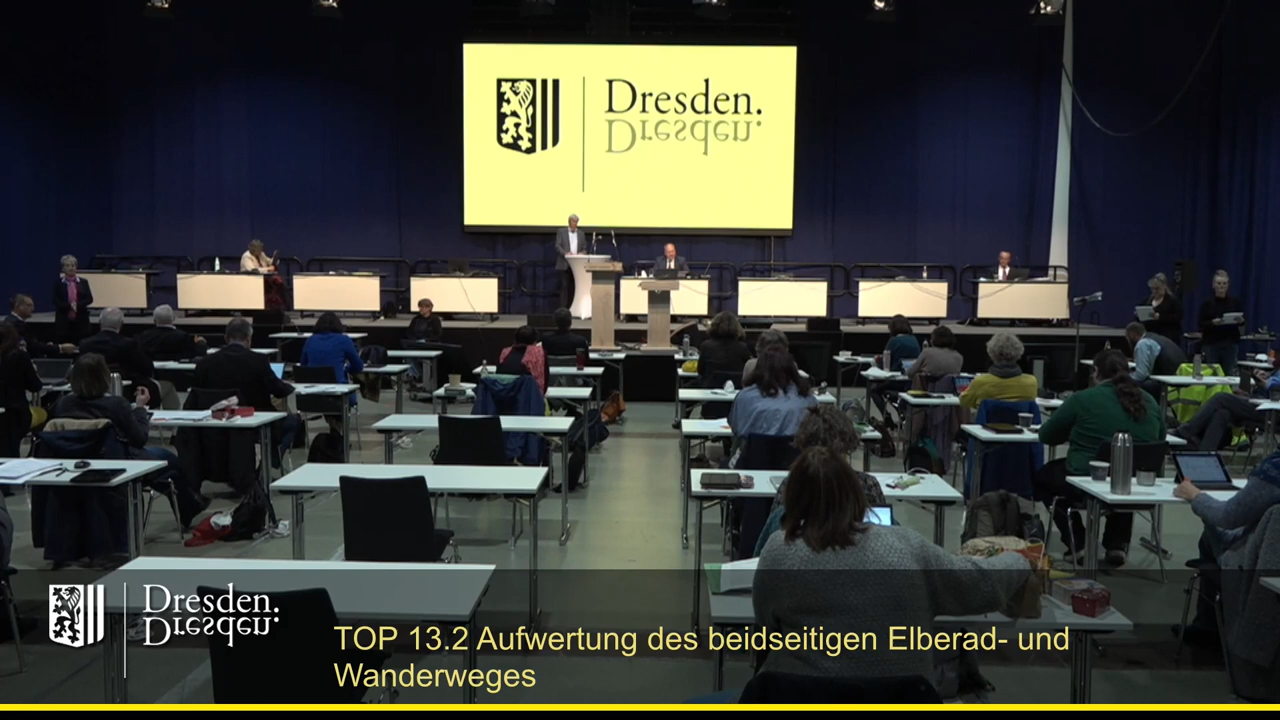 Dresden.
Dresden.
Dresden.
Dresden.
TOP 13.2 Aufwertung des beidseitigen Elberad- und
Wanderweges